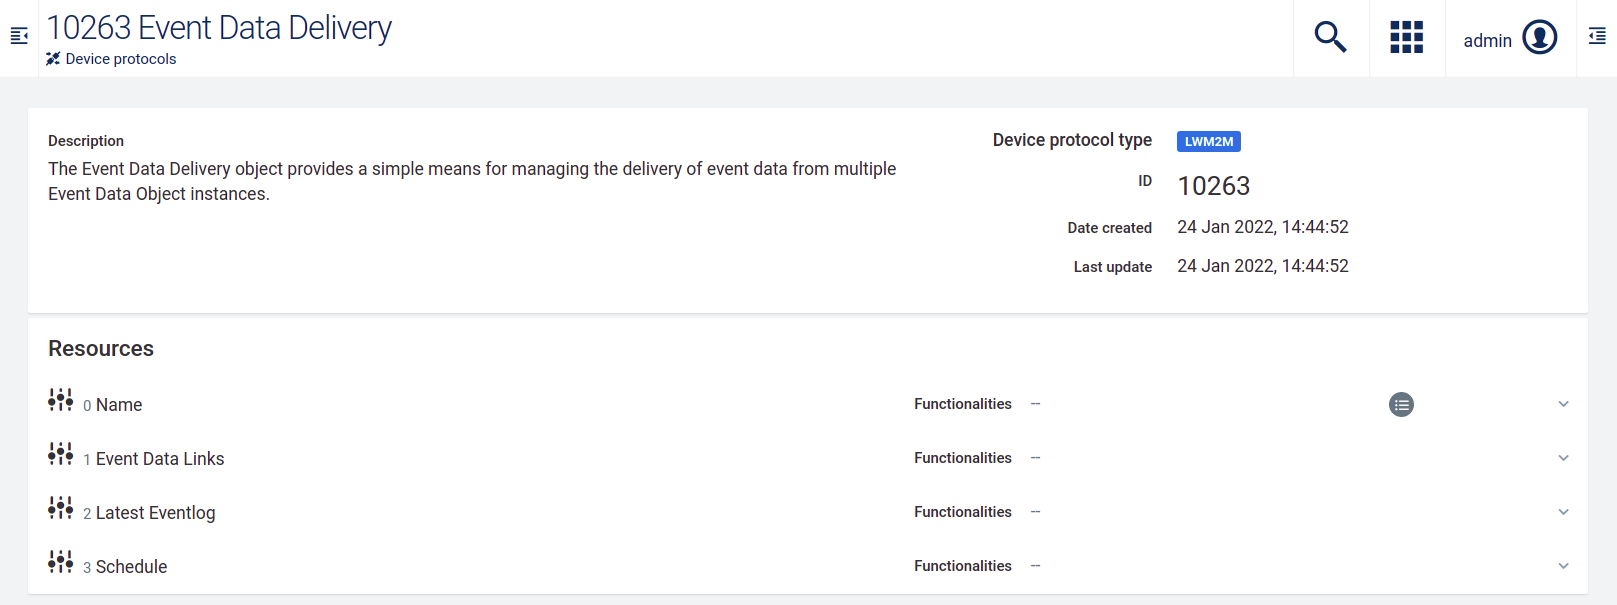 10263 Event Data Delivery
Device protocols
admin
Description
The Event Data Delivery object provides a simple means for managing the delivery of event data from multiple
Event Data Object instances.
Device protocol type LWM2M
ID 10263
Date created 24 Jan 2022, 14:44:52
Last update 24 Jan 2022, 14:44:52
Resources
0 Name Functionalities --
1 Event Data Links Functionalities --
2 Latest Eventlog Functionalities --
3 Schedule Functionalities --